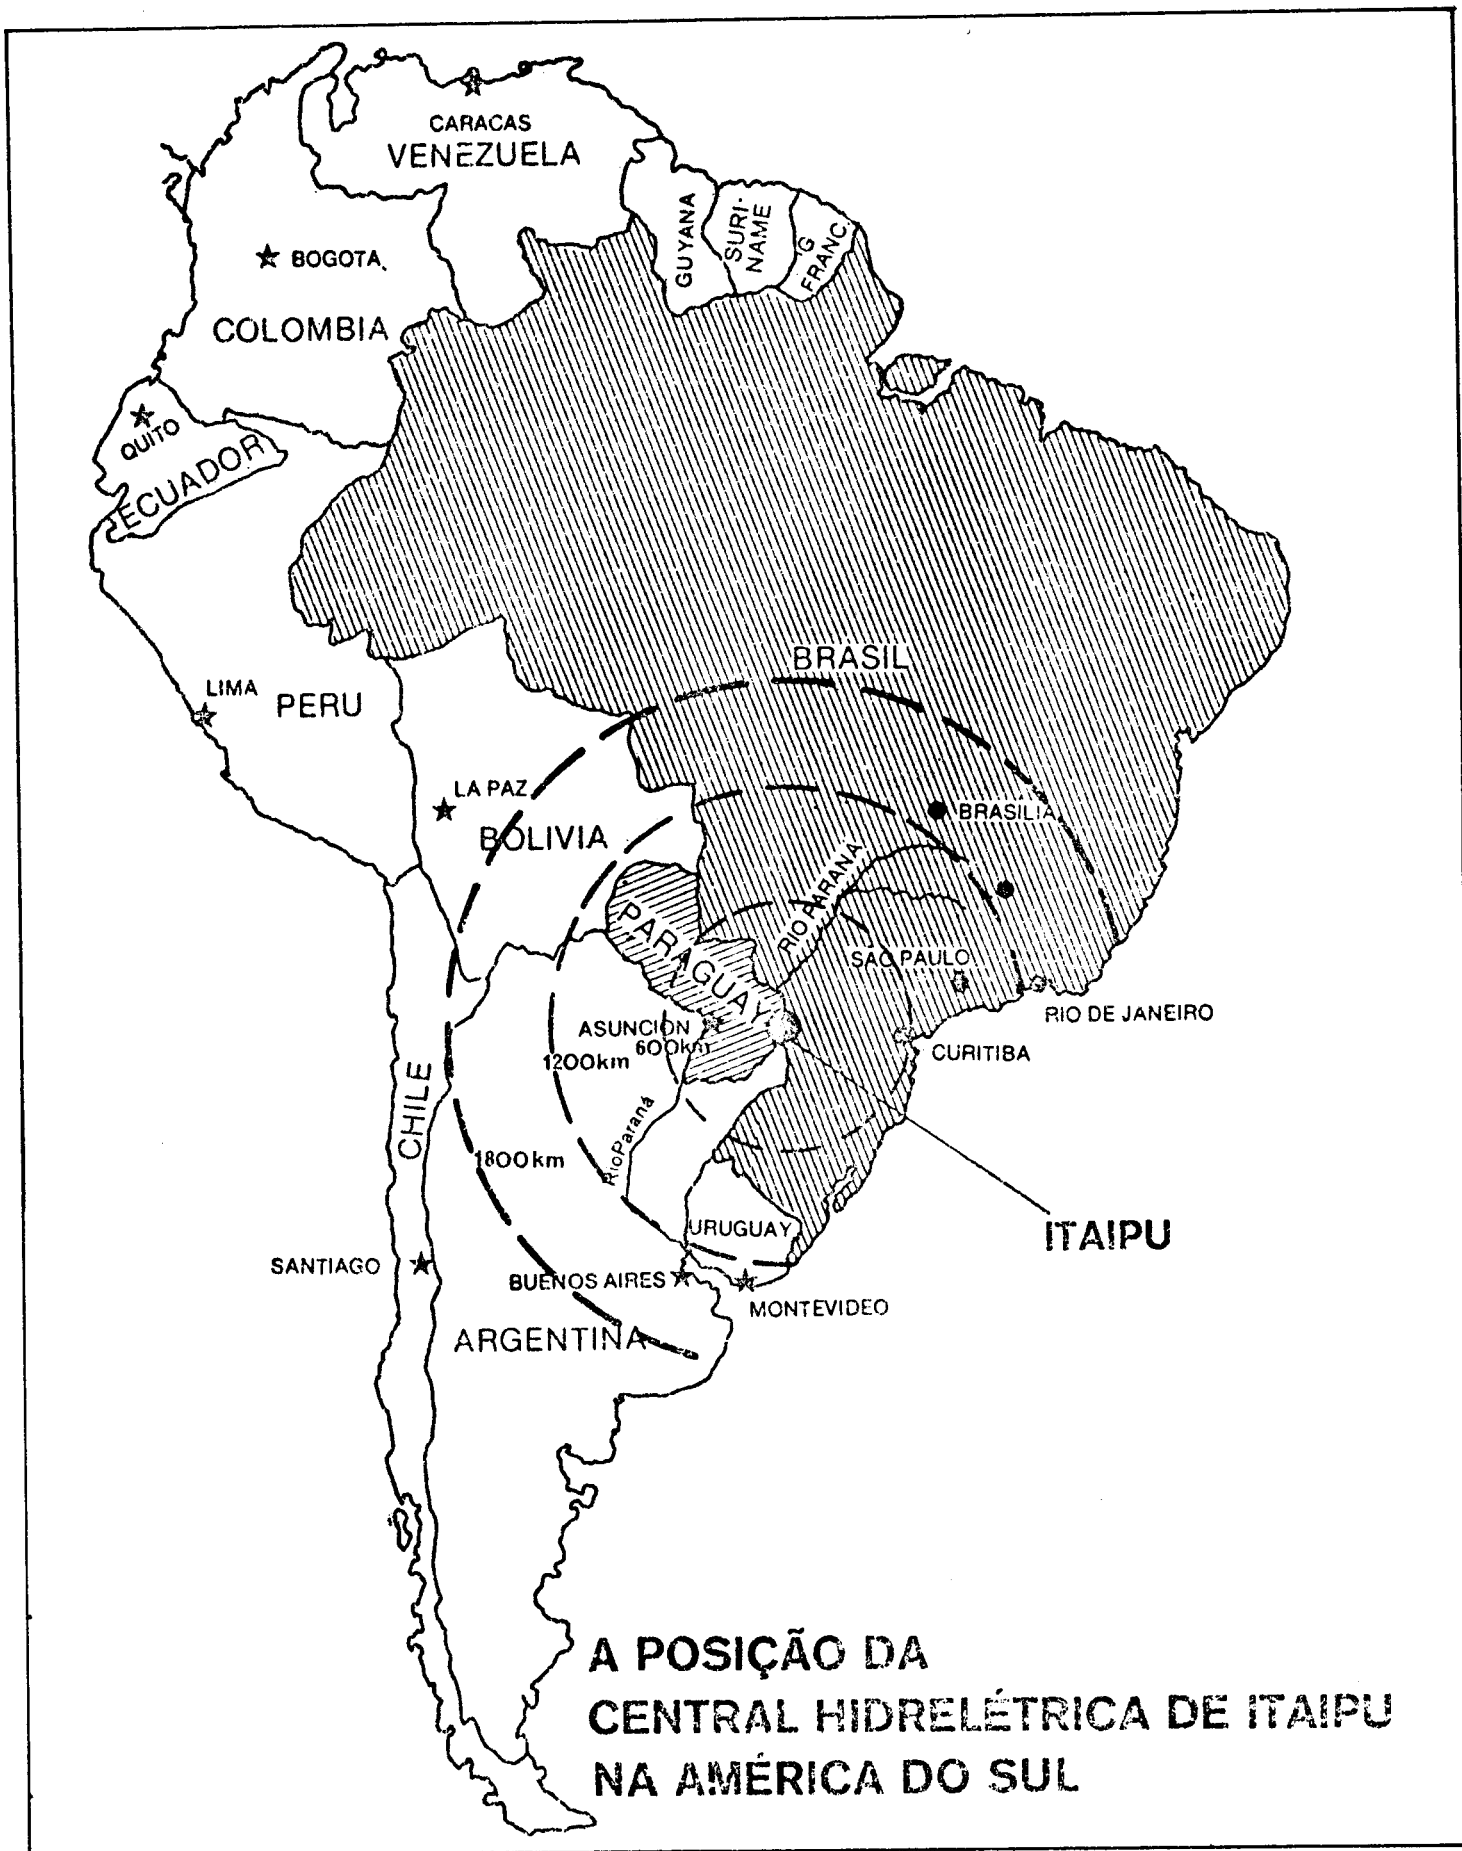 CARACAS
VENEZUELA
GUYANA
SURI-
NAME
G
FRANC.
BOGOTA
COLOMBIA
QUITO
ECUADOR
BRASIL
LIMA
PERU
LA PAZ
BOLIVIA
BRASILIA
RIO PARANA
PARAGUAY
SÃO PAULO
RIO DE JANEIRO
ASUNCIÓN
600km
1200km
CURITIBA
CHILE
Rio Paraná
1800km
URUGUAY
ITAIPU
SANTIAGO
BUENOS AIRES
MONTEVIDEO
ARGENTINA
A POSIÇÃO DA
CENTRAL HIDRELÉTRICA DE ITAIPU
NA AMÉRICA DO SUL